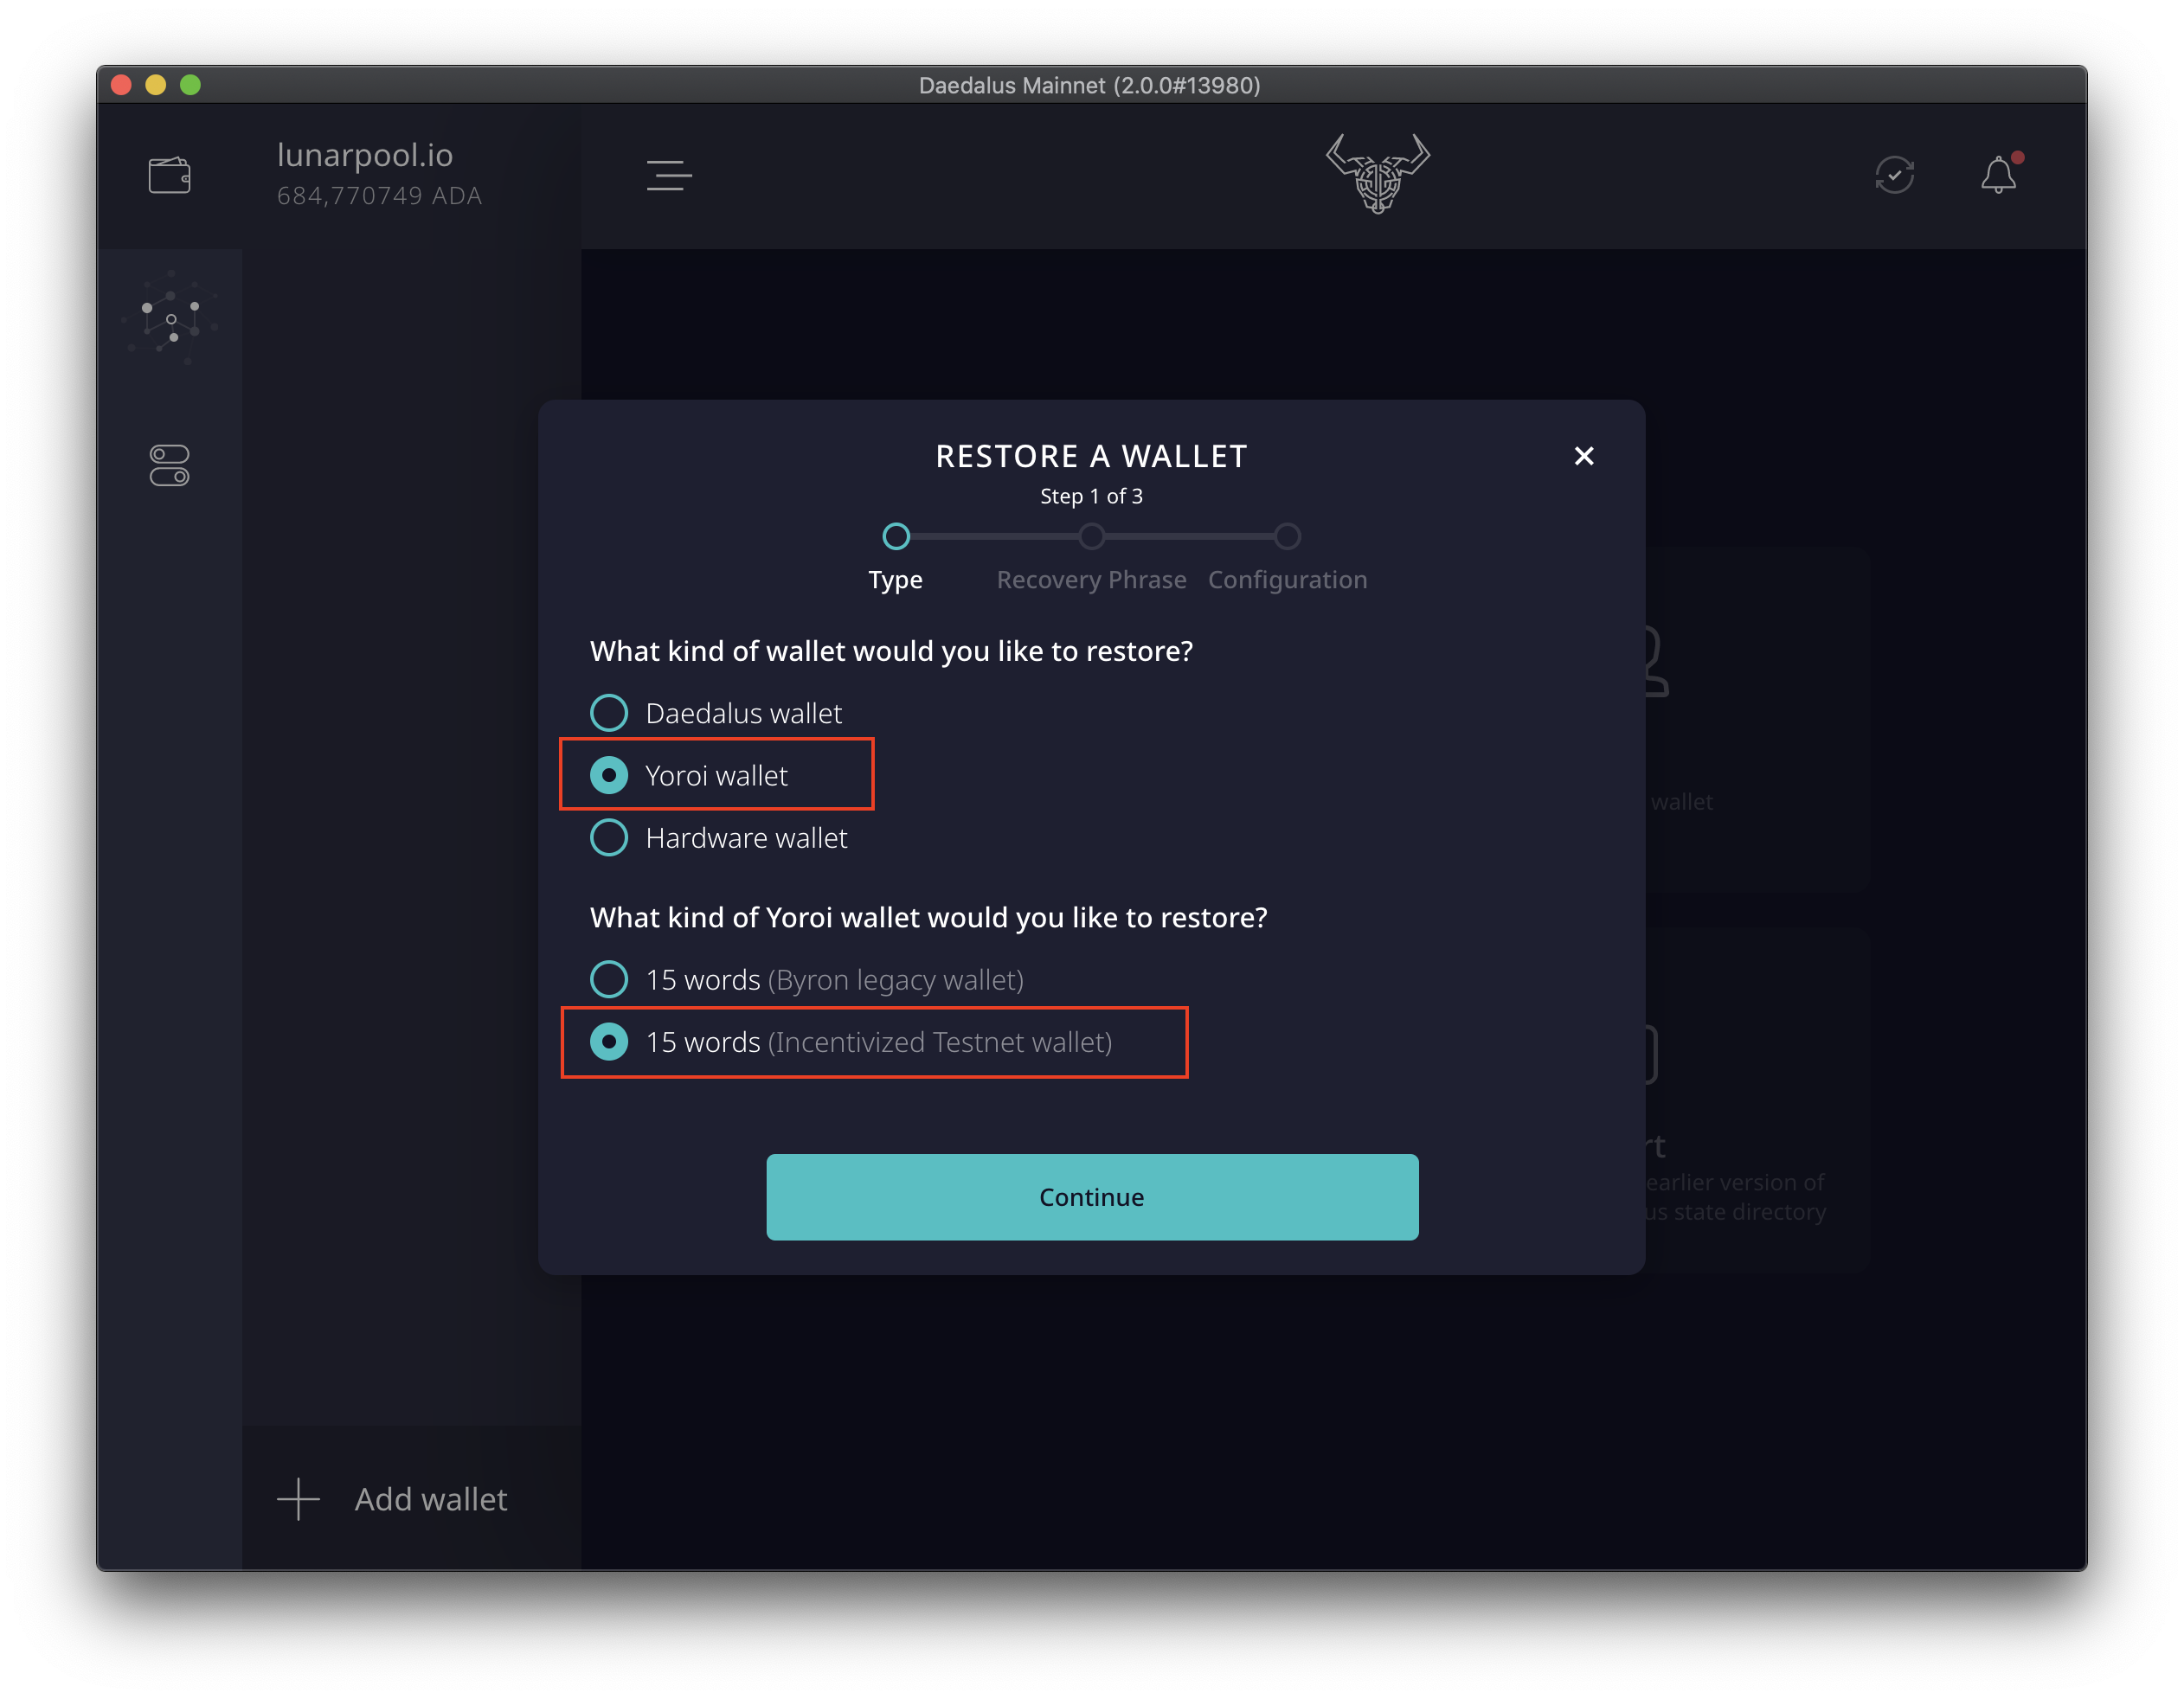 Daedalus Mainnet (2.0.0#13980)
lunarpool.io
684,770749 ADA
RESTORE A WALLET
Step 1 of 3
Type
Recovery Phrase
Configuration
What kind of wallet would you like to restore?
Daedalus wallet
Yoroi wallet
Hardware wallet
What kind of Yoroi wallet would you like to restore?
15 words (Byron legacy wallet)
15 words (Incentivized Testnet wallet)
Continue
wallet
earlier version of
state directory
Add wallet